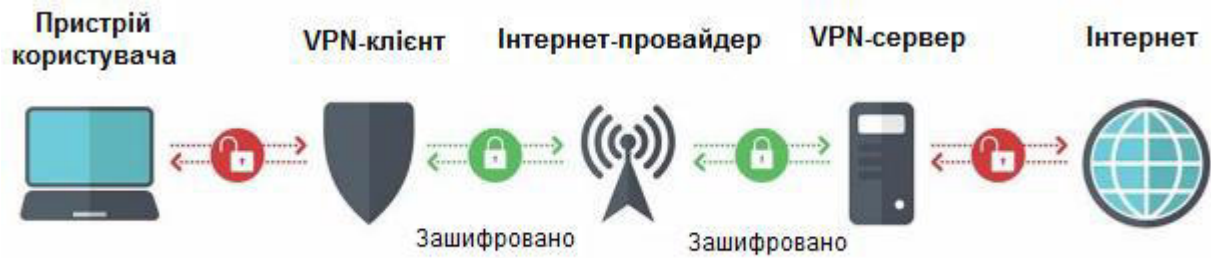 Пристрій
користувача
VPN-клієнт
Інтернет-провайдер
VPN-сервер
Інтернет
Зашифровано
Зашифровано